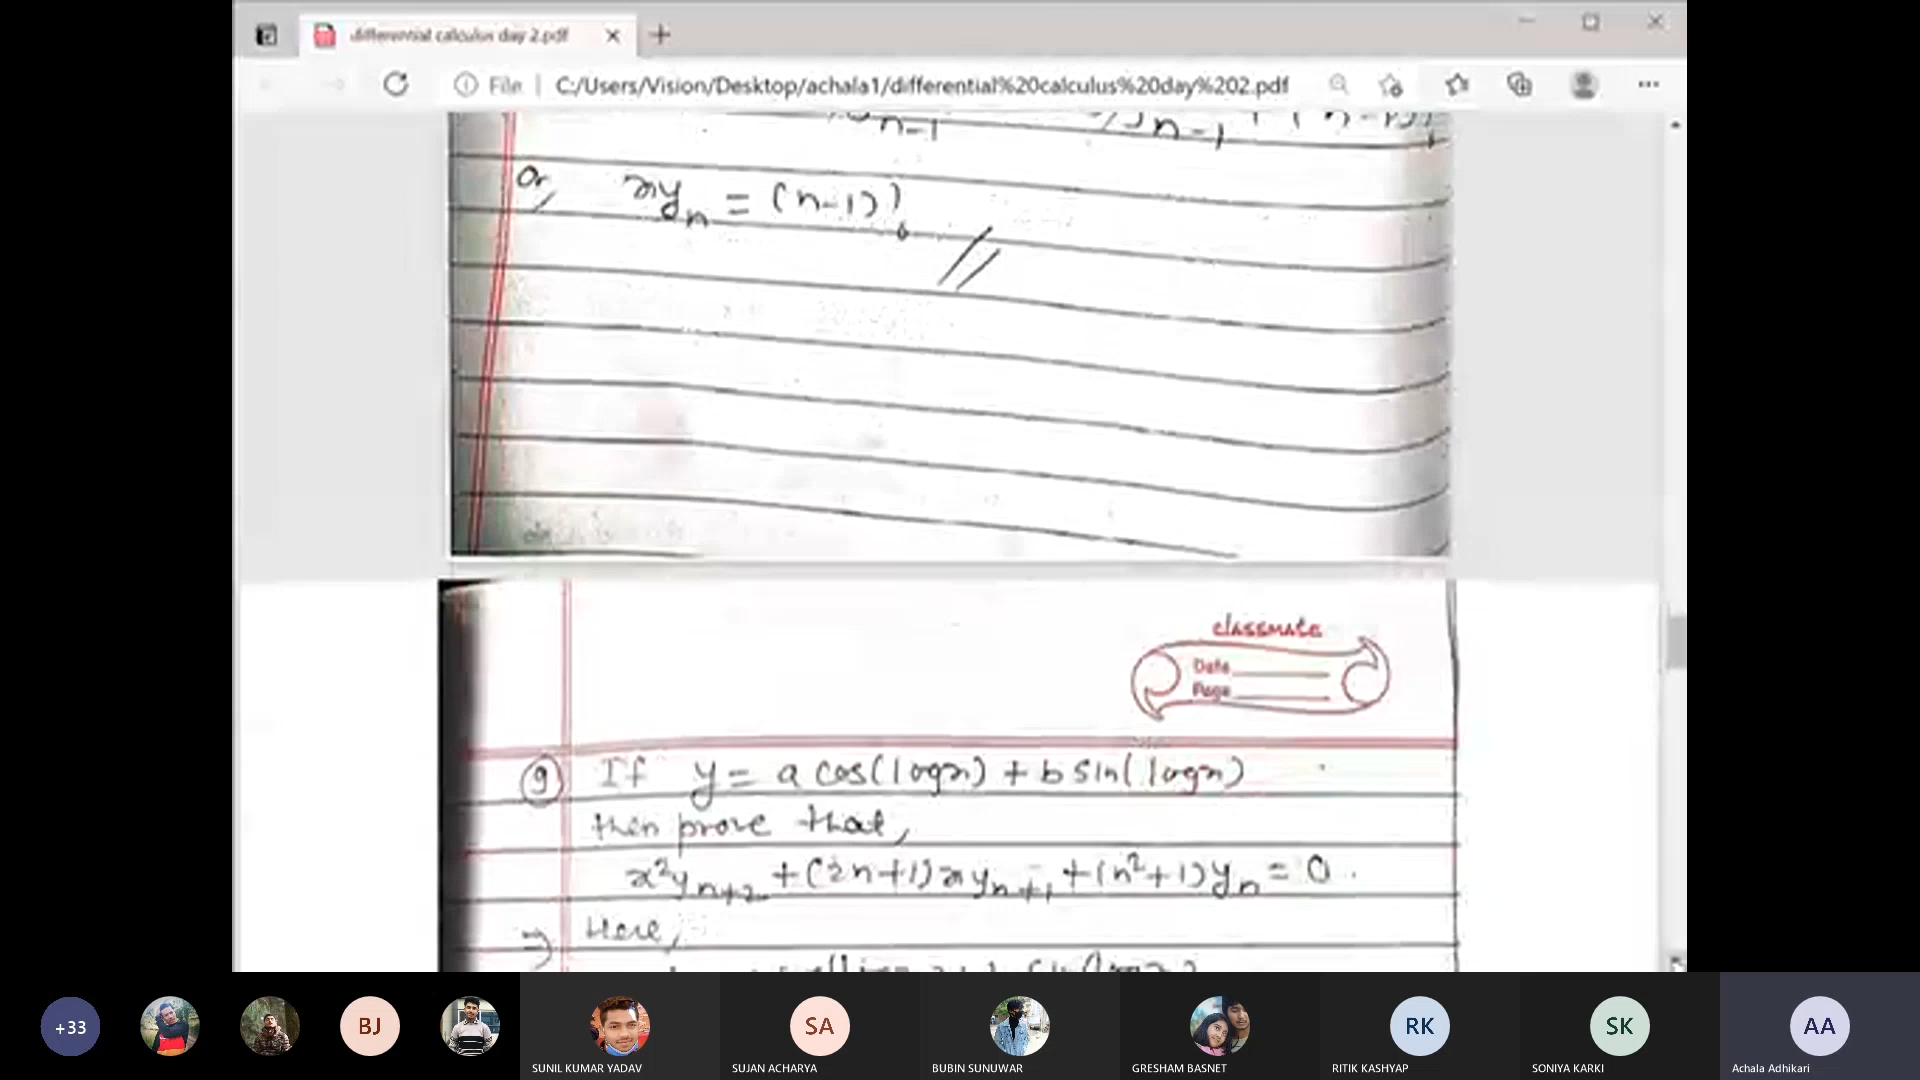 differential calculus day 2.pdf
File | C:/Users/Vision/Desktop/achala1/differential%20calculus%20day%202.pdf
Or, xyₙ = (n-1)!
classmate
Date
Page
⑨ If y = a cos(logx) + b sin(logx)
then prove that,
x²yₙ₊₂ + (2n+1)xyₙ₊₁ + (n²+1)yₙ = 0.
⇒ Here,
+33
BJ
SA
RK
SK
AA
SUNIL KUMAR YADAV
SUJAN ACHARYA
BUBIN SUNUWAR
GRESHAM BASNET
RITIK KASHYAP
SONIYA KARKI
Achala Adhikari